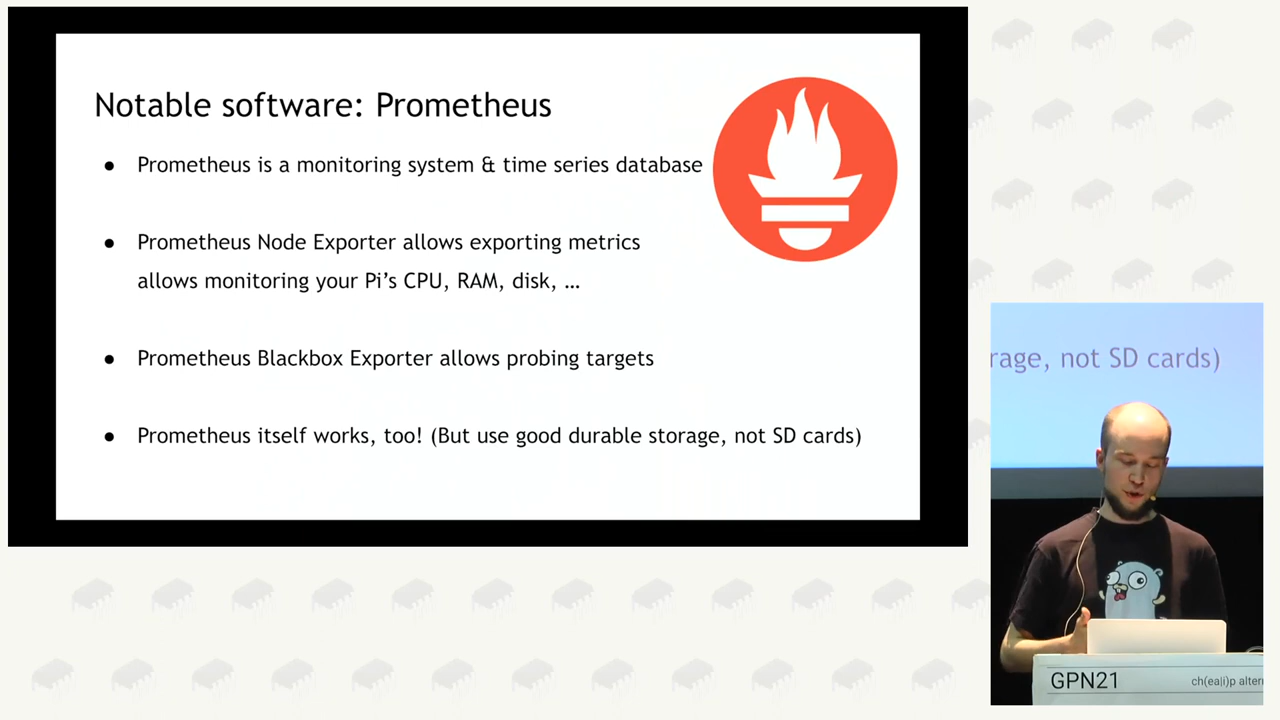 Notable software: Prometheus
● Prometheus is a monitoring system & time series database
● Prometheus Node Exporter allows exporting metrics
allows monitoring your Pi’s CPU, RAM, disk, …
● Prometheus Blackbox Exporter allows probing targets
● Prometheus itself works, too! (But use good durable storage, not SD cards)
rage, not SD cards)
GPN21
ch(ea|i)p alter